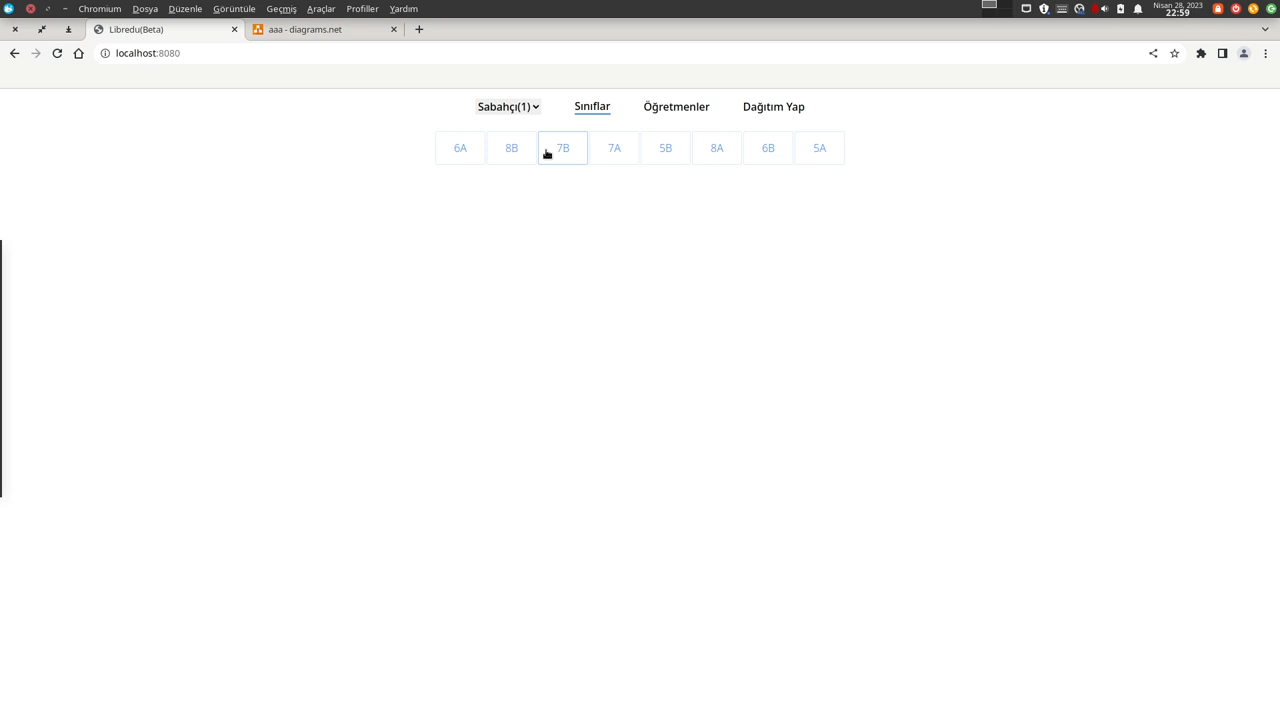 Chromium Dosya Düzenle Görüntüle Geçmiş Araçlar Profiller Yardım
Nisan 28, 2023
22:59
Libredu(Beta)
aaa - diagrams.net
localhost:8080
Sabahçı(1) Sınıflar Öğretmenler Dağıtım Yap
6A 8B 7B 7A 5B 8A 6B 5A